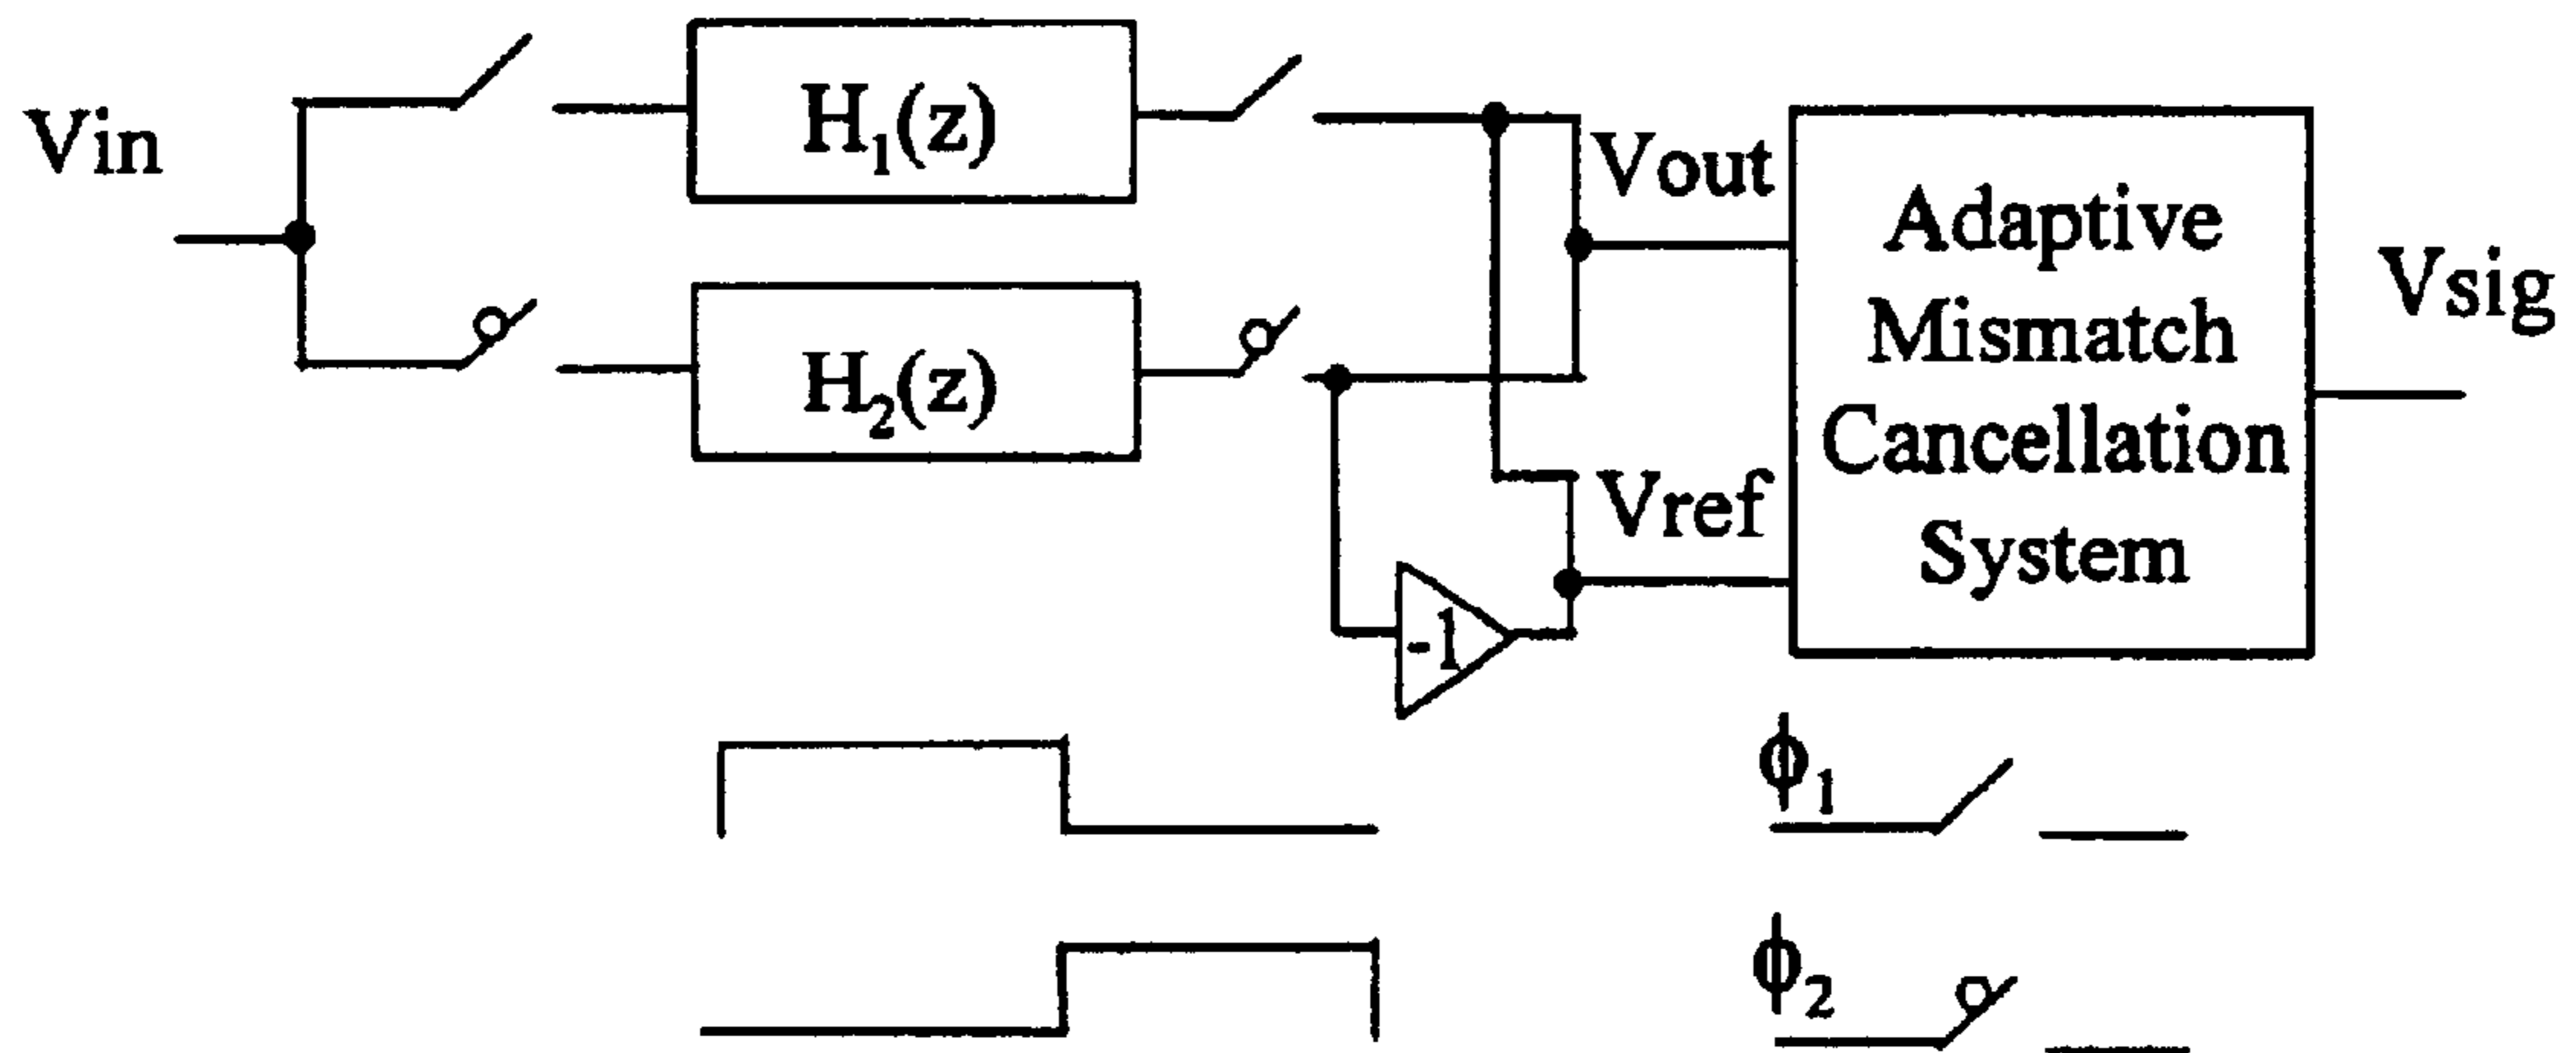 Vin
H₁(z)
H₂(z)
Vout
Vref
-1
Adaptive
Mismatch
Cancellation
System
Vsig
ϕ₁
ϕ₂